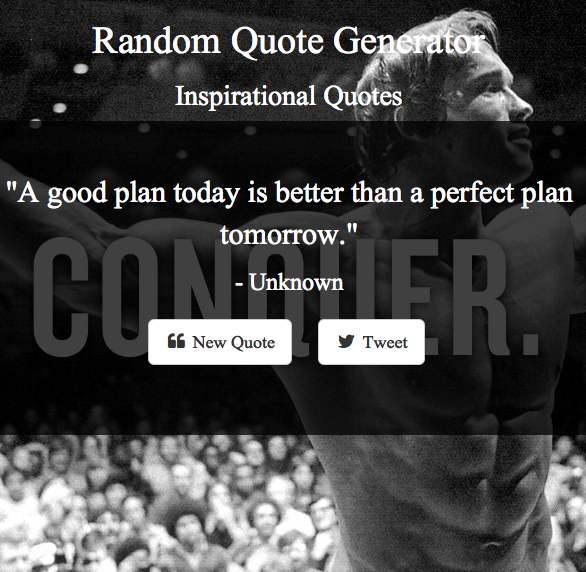 Random Quote Generator
Inspirational Quotes
"A good plan today is better than a perfect plan
tomorrow."
- Unknown
CONQUER.
New Quote
Tweet